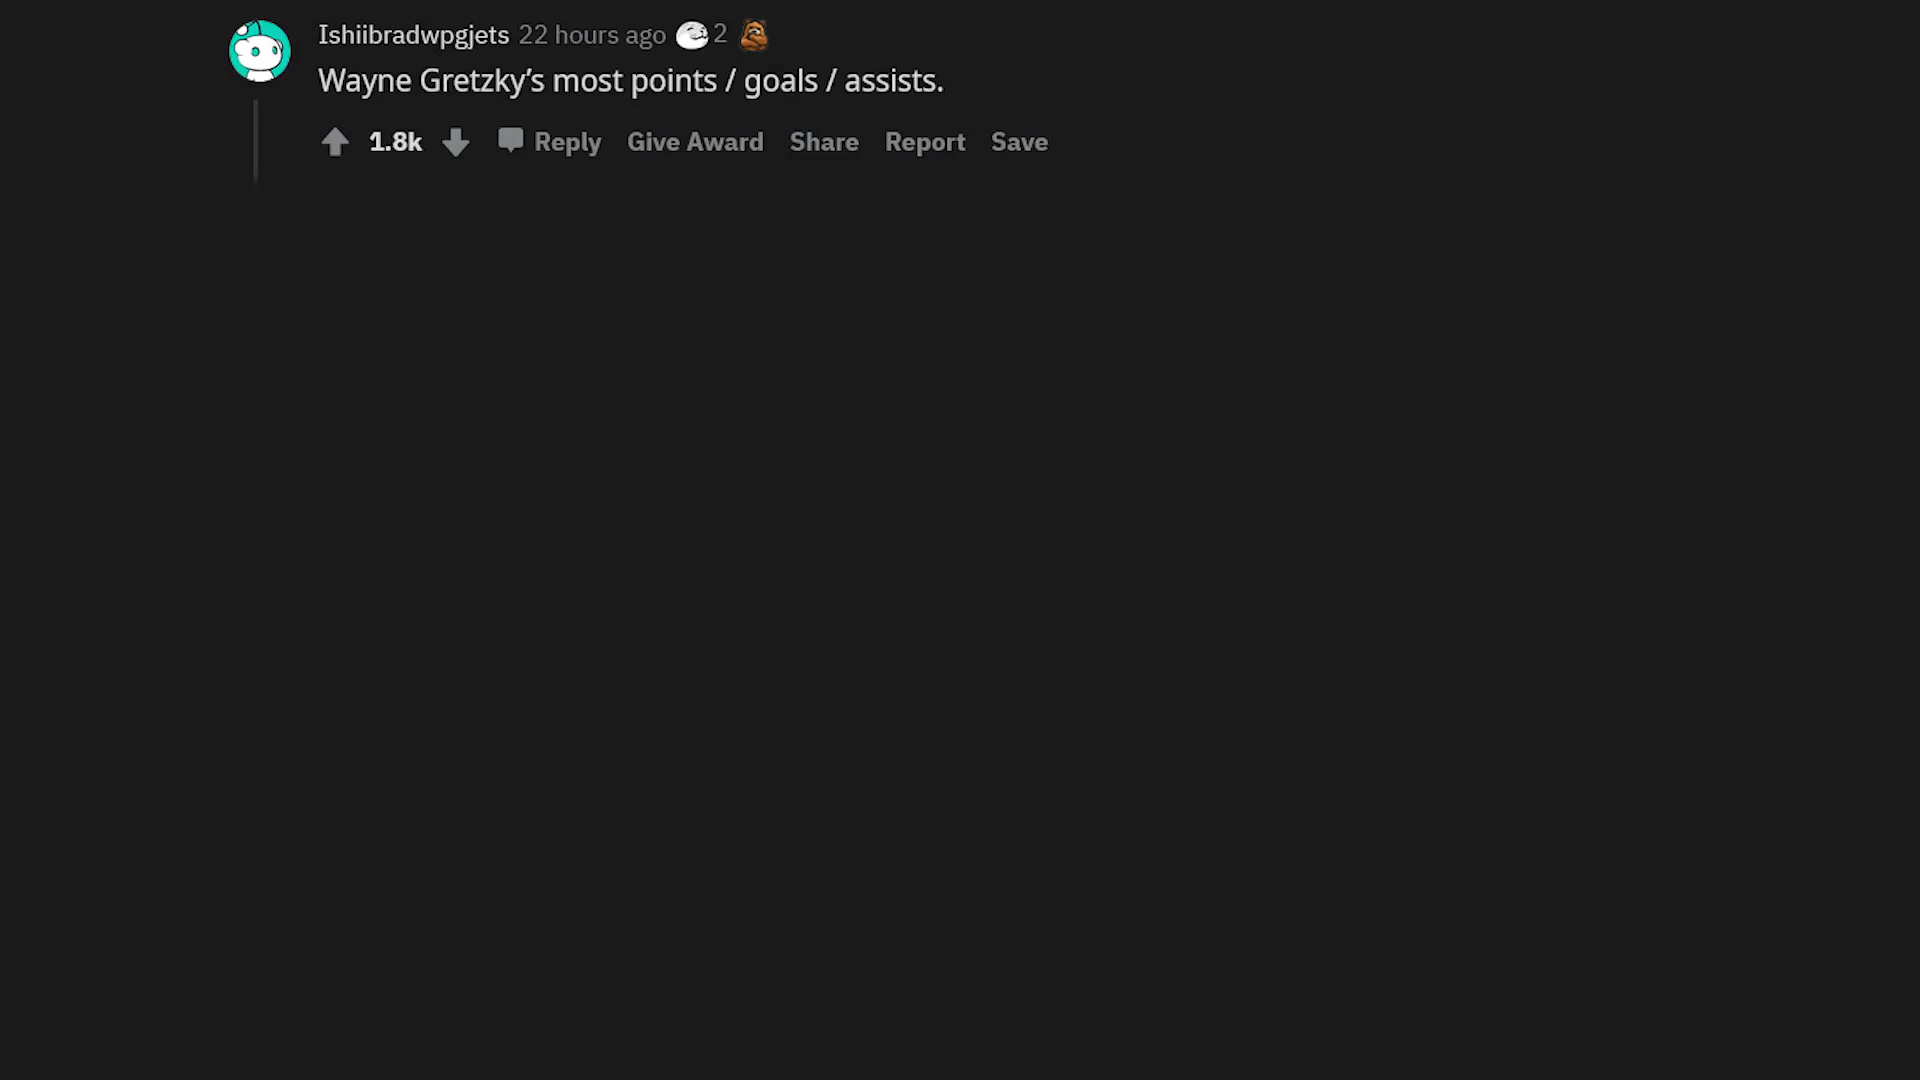 Ishiibradwpgjets 22 hours ago 2
Wayne Gretzky’s most points / goals / assists.
1.8k Reply Give Award Share Report Save